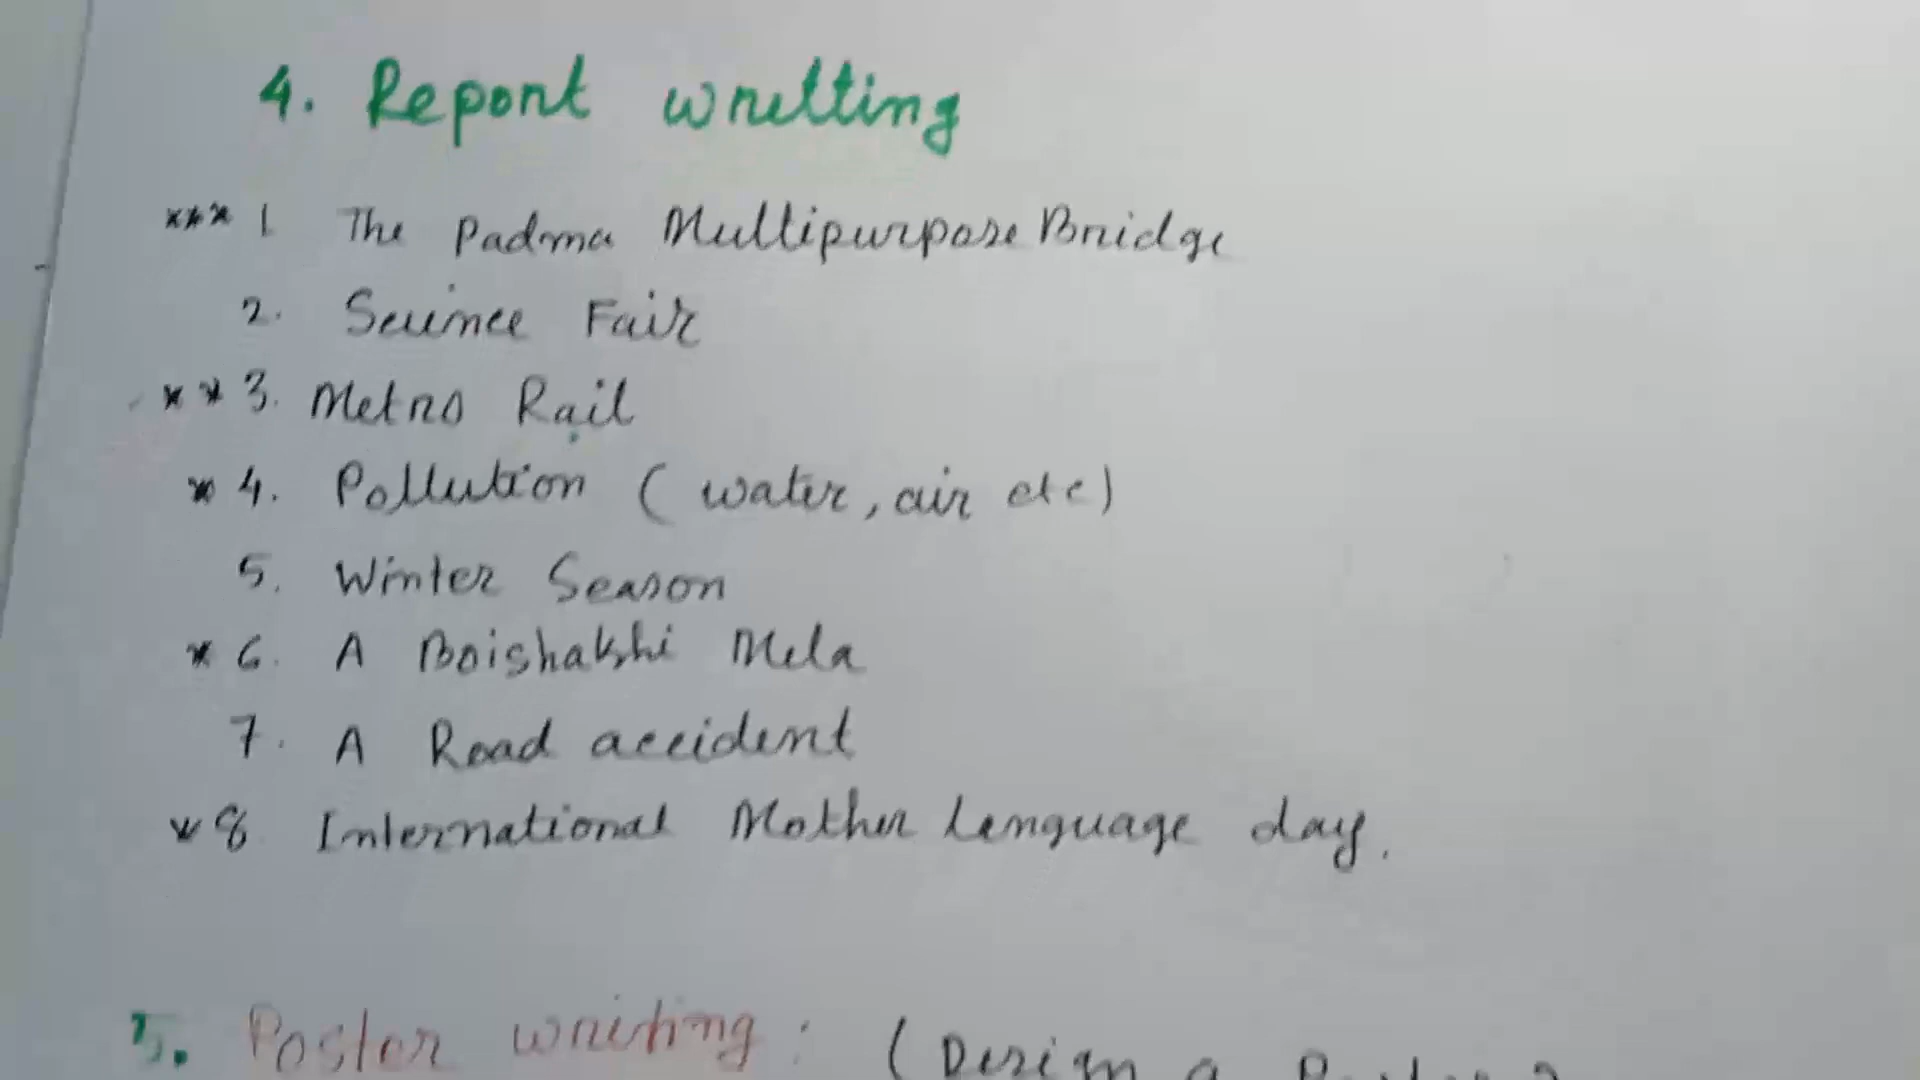 4. Report writting
*** 1. The Padma Multipurpose Bridge
2. Science Fair
** 3. Metro Rail
* 4. Pollution ( water, air etc)
5. Winter Season
* 6. A Boishakhi Mela
7. A Road accident
* 8. International Mother Language day.
5. Poster writing : ( Design a